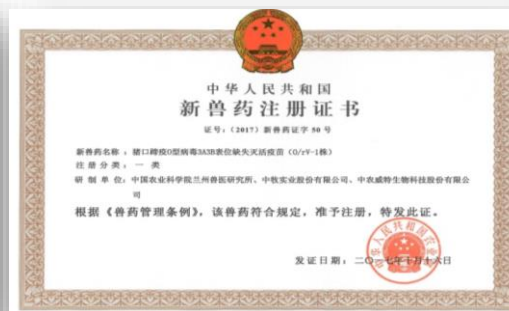 中华人民共和国
新兽药注册证书
证号：（2017）新兽药证字 50 号
新兽药名称：猪口蹄疫O型病毒3A3B表位缺失灭活疫苗（O/rV-1株）
注册分类：一 类
研制单位：中国农业科学院兰州兽医研究所、中牧实业股份有限公司、中农威特生物科技股份有限公
司
根据《兽药管理条例》，该兽药符合规定，准予注册，特发此证。
发证日期：二〇一七年十月十六日